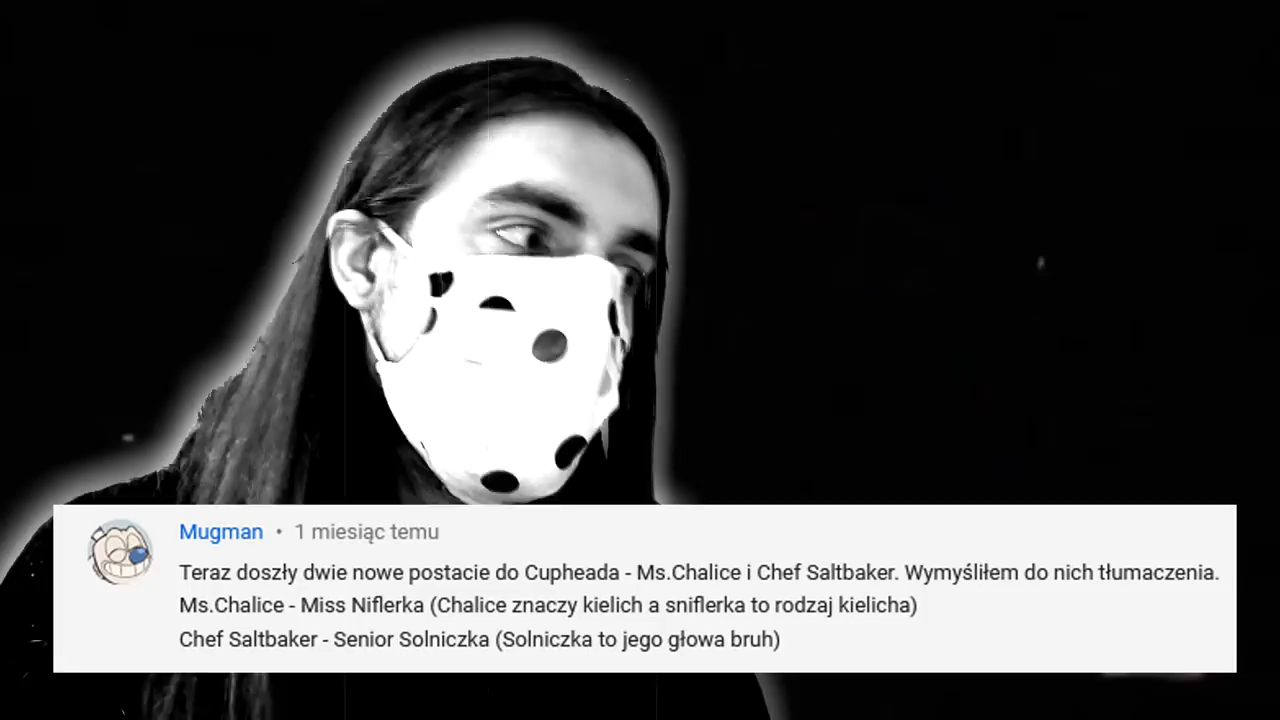 Mugman • 1 miesiąc temu
Teraz doszły dwie nowe postacie do Cupheada - Ms.Chalice i Chef Saltbaker. Wymyśliłem do nich tłumaczenia.
Ms.Chalice - Miss Niflerka (Chalice znaczy kielich a sniflerka to rodzaj kielicha)
Chef Saltbaker - Senior Solniczka (Solniczka to jego głowa bruh)